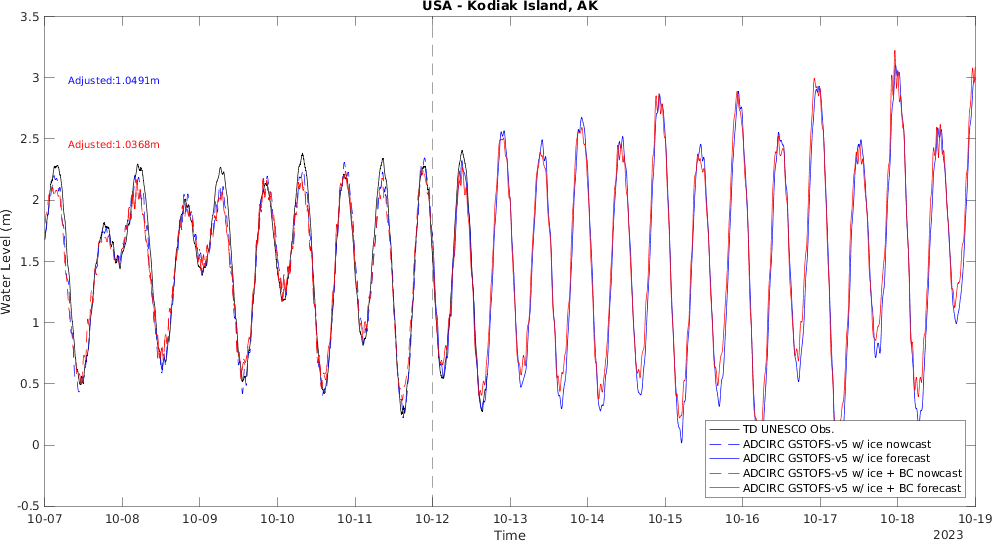 USA - Kodiak Island, AK
3.5
3
2.5
2
1.5
1
0.5
0
-0.5
Water Level (m)
Adjusted:1.0491m
Adjusted:1.0368m
TD UNESCO Obs.
ADCIRC GSTOFS-v5 w/ ice nowcast
ADCIRC GSTOFS-v5 w/ ice forecast
ADCIRC GSTOFS-v5 w/ ice + BC nowcast
ADCIRC GSTOFS-v5 w/ ice + BC forecast
10-07 10-08 10-09 10-10 10-11 10-12 10-13 10-14 10-15 10-16 10-17 10-18 10-19
Time
2023